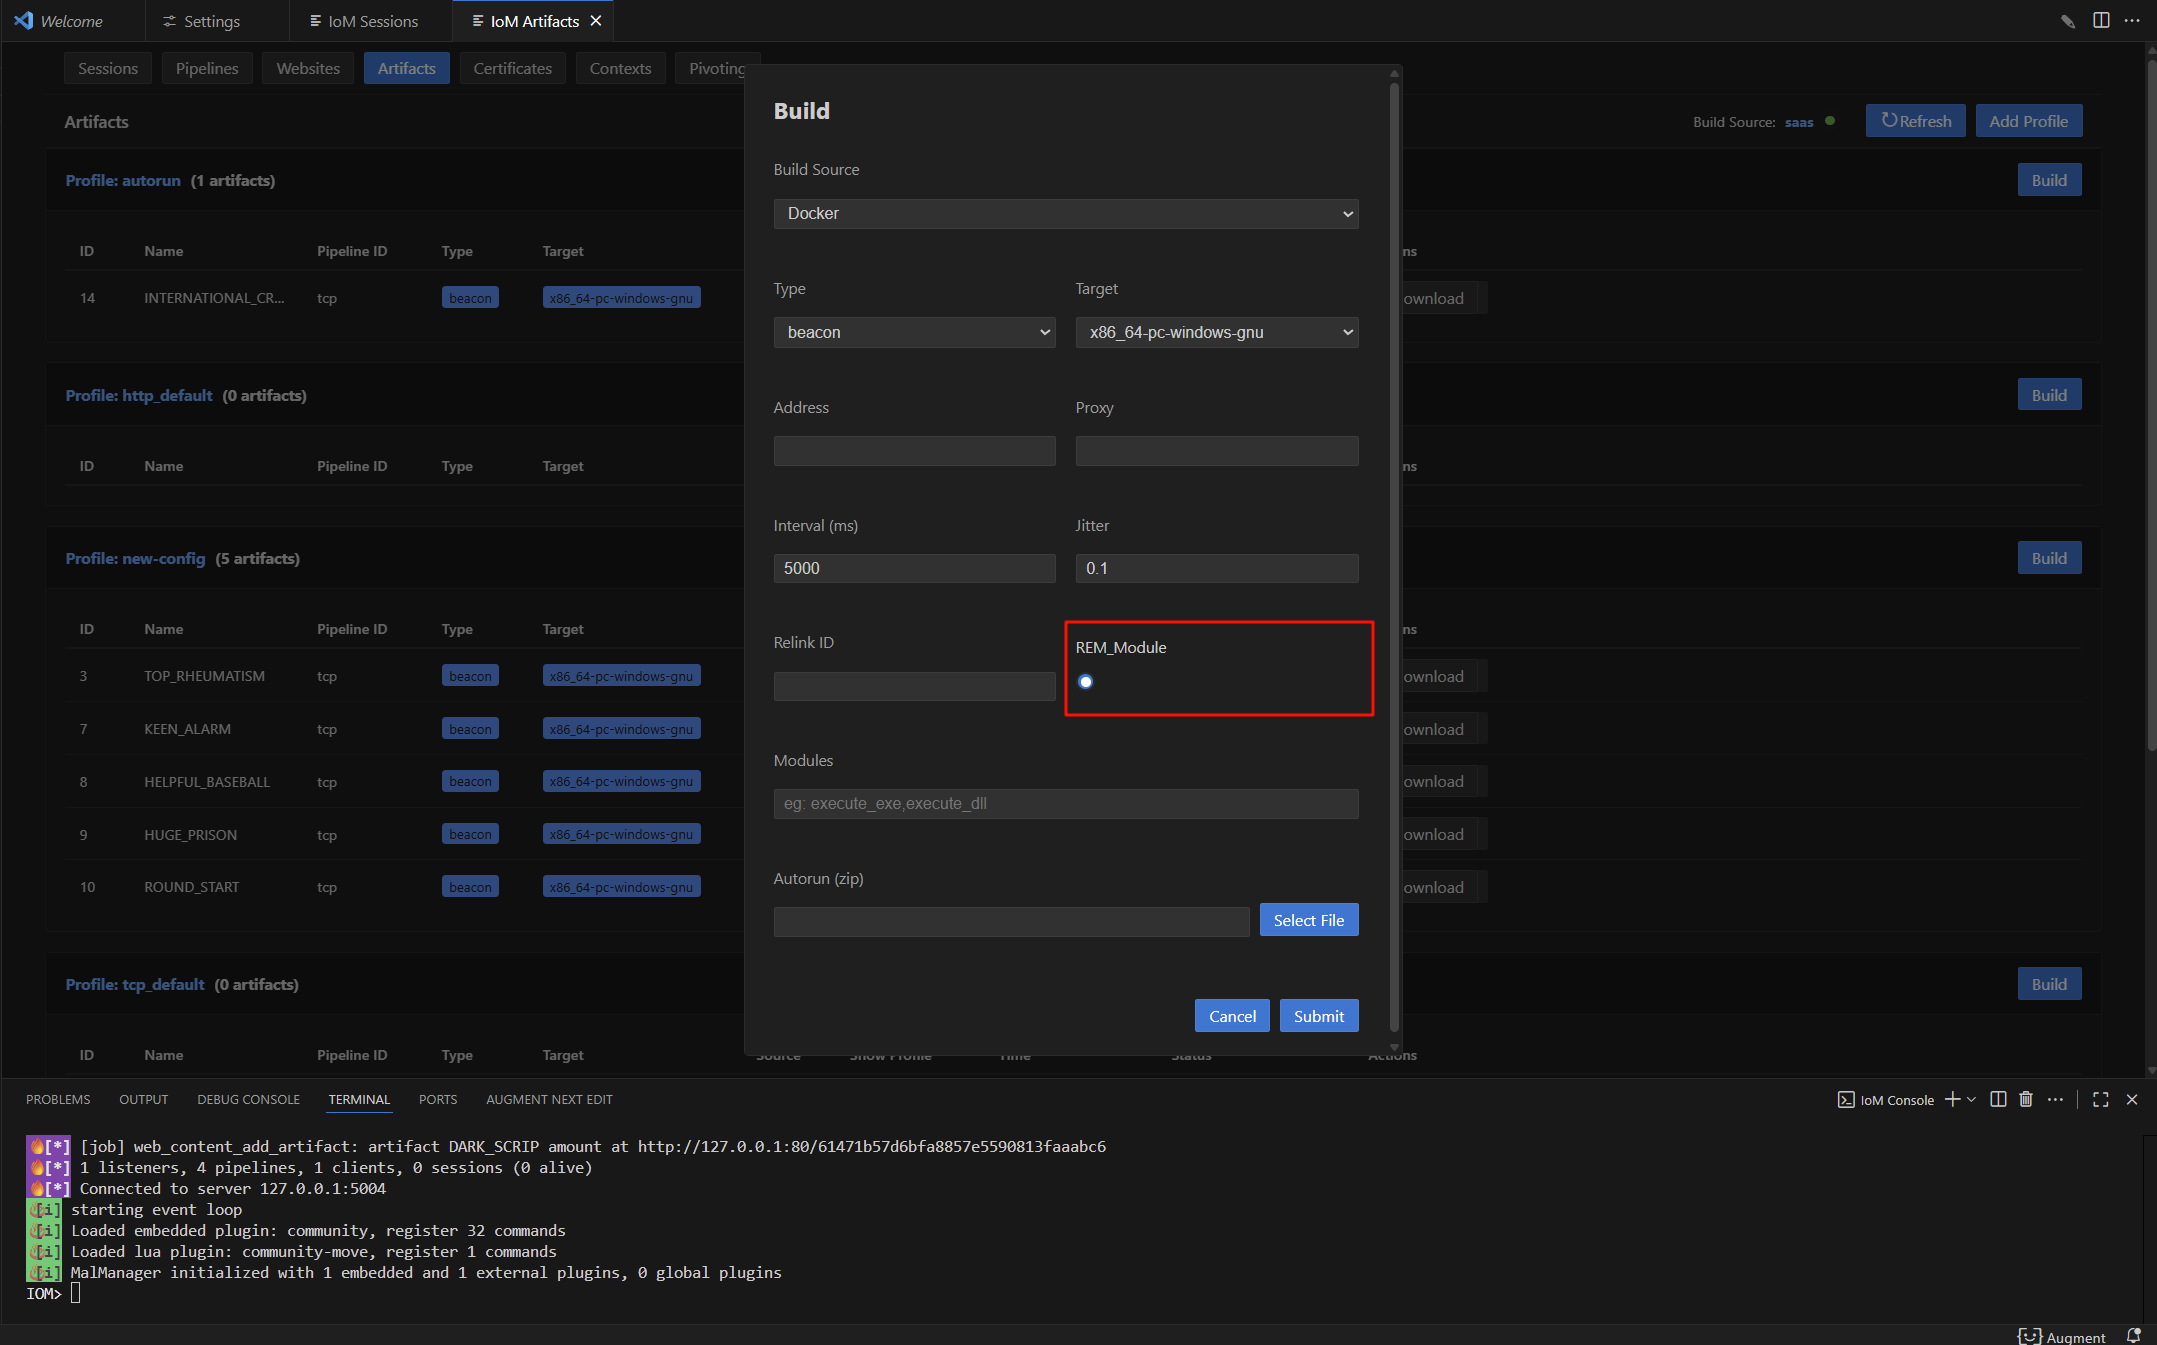 Welcome
Settings
IoM Sessions
IoM Artifacts
Sessions
Pipelines
Websites
Artifacts
Certificates
Contexts
Pivoting
Artifacts
Build Source: saas
Refresh
Add Profile
Profile: autorun (1 artifacts)
Build
ID Name Pipeline ID Type Target
ns
14 INTERNATIONAL_CR... tcp beacon x86_64-pc-windows-gnu
ownload
Profile: http_default (0 artifacts)
Build
ID Name Pipeline ID Type Target
ns
Profile: new-config (5 artifacts)
Build
ID Name Pipeline ID Type Target
ns
3 TOP_RHEUMATISM tcp beacon x86_64-pc-windows-gnu
ownload
7 KEEN_ALARM tcp beacon x86_64-pc-windows-gnu
ownload
8 HELPFUL_BASEBALL tcp beacon x86_64-pc-windows-gnu
ownload
9 HUGE_PRISON tcp beacon x86_64-pc-windows-gnu
ownload
10 ROUND_START tcp beacon x86_64-pc-windows-gnu
ownload
Profile: tcp_default (0 artifacts)
Build
ID Name Pipeline ID Type Target Source Show Profile Time Status Actions
Build
Build Source
Docker
Type
Target
beacon
x86_64-pc-windows-gnu
Address
Proxy
Interval (ms)
Jitter
5000
0.1
Relink ID
REM_Module
Modules
eg: execute_exe,execute_dll
Autorun (zip)
Select File
Cancel
Submit
PROBLEMS
OUTPUT
DEBUG CONSOLE
TERMINAL
PORTS
AUGMENT NEXT EDIT
IoM Console
[*] [job] web_content_add_artifact: artifact DARK_SCRIP amount at http://127.0.0.1:80/61471b57d6bfa8857e5590813faaabc6
[*] 1 listeners, 4 pipelines, 1 clients, 0 sessions (0 alive)
[*] Connected to server 127.0.0.1:5004
[i] starting event loop
[i] Loaded embedded plugin: community, register 32 commands
[i] Loaded lua plugin: community-move, register 1 commands
[i] MalManager initialized with 1 embedded and 1 external plugins, 0 global plugins
IOM>
Augment